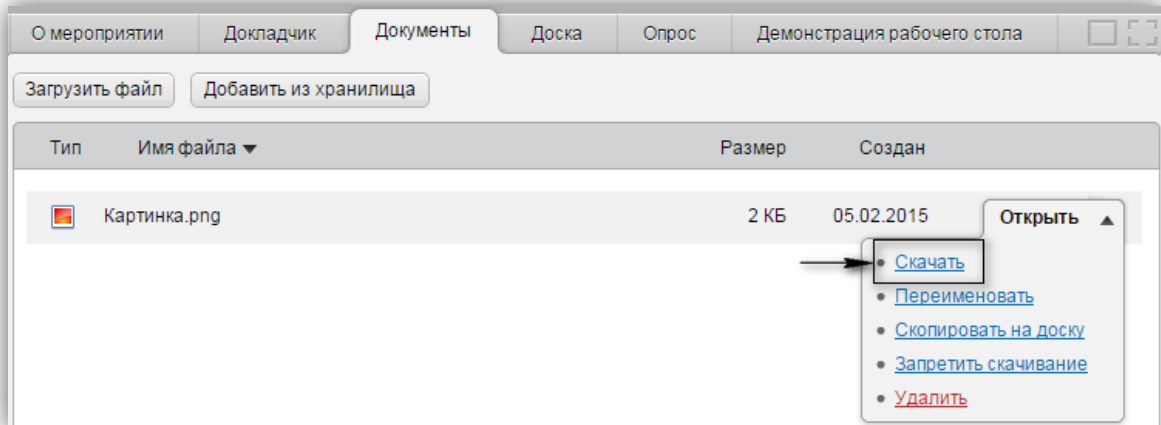 О мероприятии Докладчик Документы Доска Опрос Демонстрация рабочего стола
Загрузить файл Добавить из хранилища
Тип Имя файла Размер Создан
Картинка.png 2 КБ 05.02.2015 Открыть
Скачать
Переименовать
Скопировать на доску
Запретить скачивание
Удалить